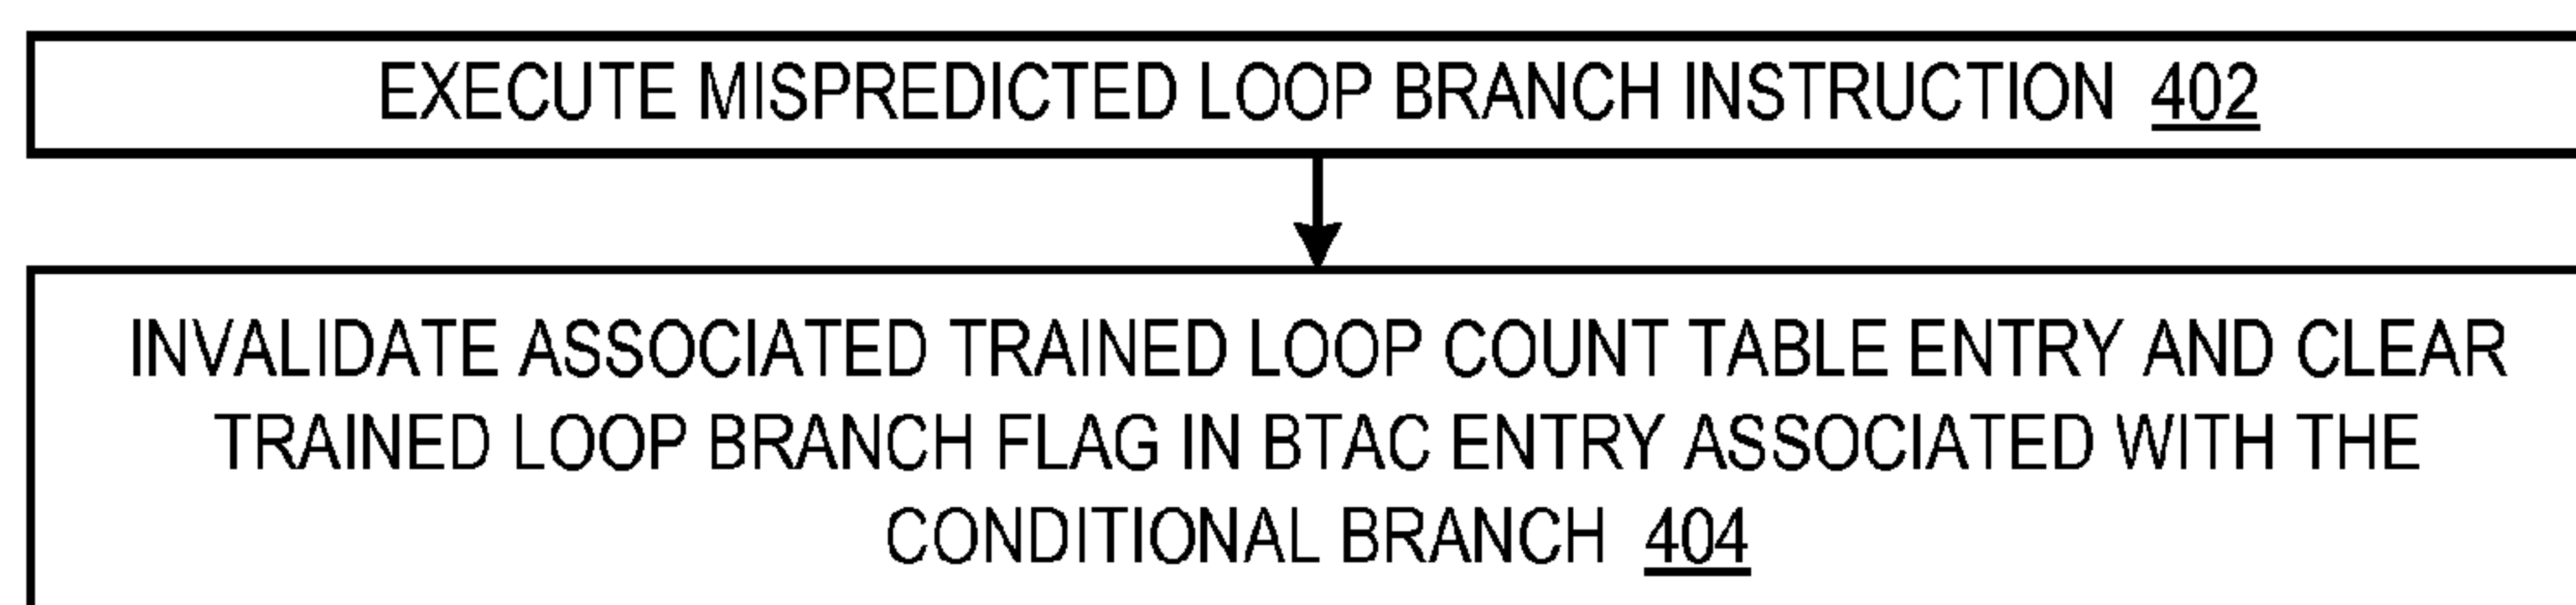 EXECUTE MISPREDICTED LOOP BRANCH INSTRUCTION 402
INVALIDATE ASSOCIATED TRAINED LOOP COUNT TABLE ENTRY AND CLEAR
TRAINED LOOP BRANCH FLAG IN BTAC ENTRY ASSOCIATED WITH THE
CONDITIONAL BRANCH 404